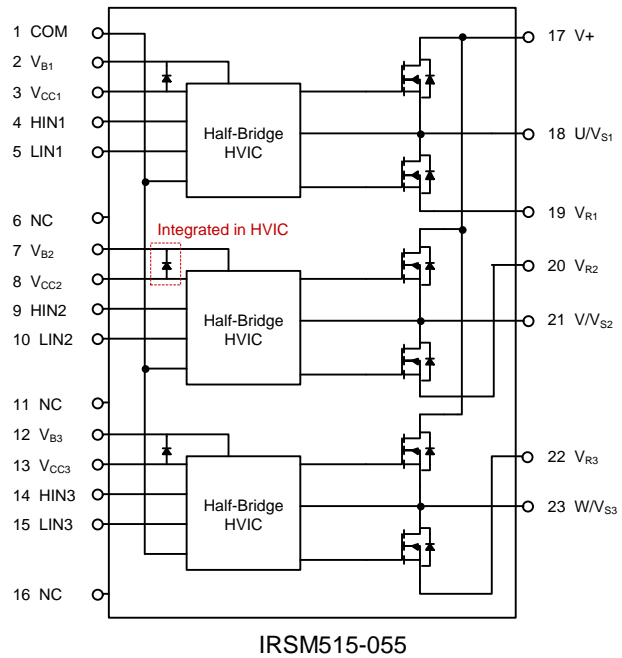 1 COM
2 VB1
3 VCC1
4 HIN1
5 LIN1
6 NC
7 VB2
8 VCC2
9 HIN2
10 LIN2
11 NC
12 VB3
13 VCC3
14 HIN3
15 LIN3
16 NC
Half-Bridge
HVIC
Integrated in HVIC
Half-Bridge
HVIC
Half-Bridge
HVIC
17 V+
18 U/VS1
19 VR1
20 VR2
21 V/VS2
22 VR3
23 W/VS3
IRSM515-055